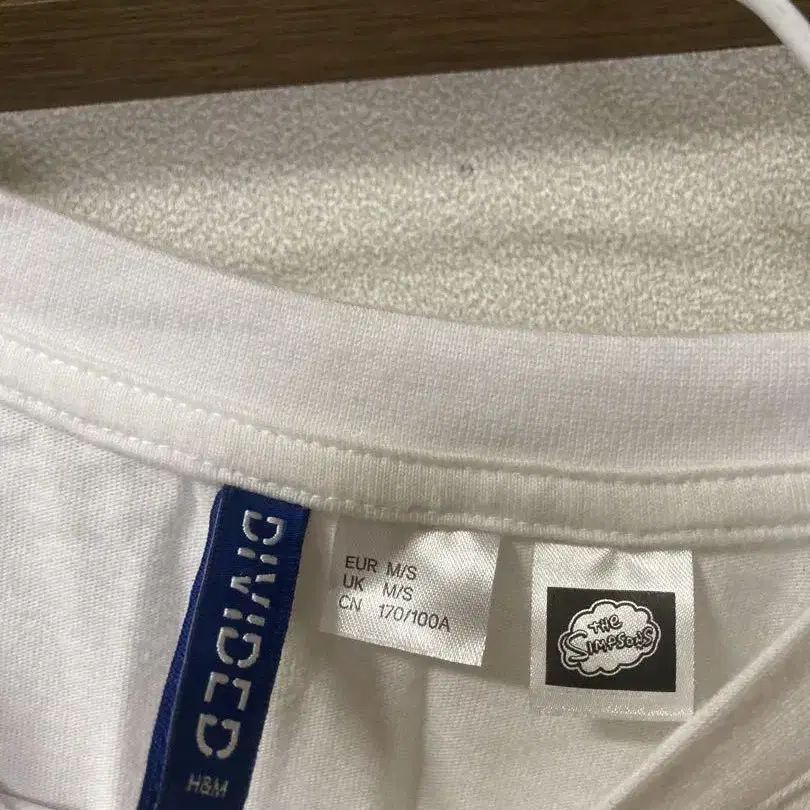 DIVIDED
H&M
EUR M/S
UK M/S
CN 170/100A
THE
SIMPSONS